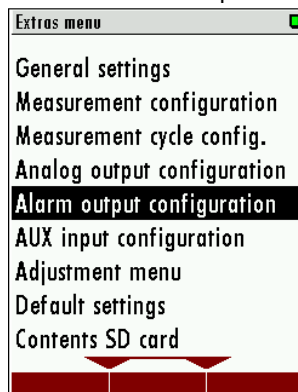 Extras menu
General settings
Measurement configuration
Measurement cycle config.
Analog output configuration
Alarm output configuration
AUX input configuration
Adjustment menu
Default settings
Contents SD card